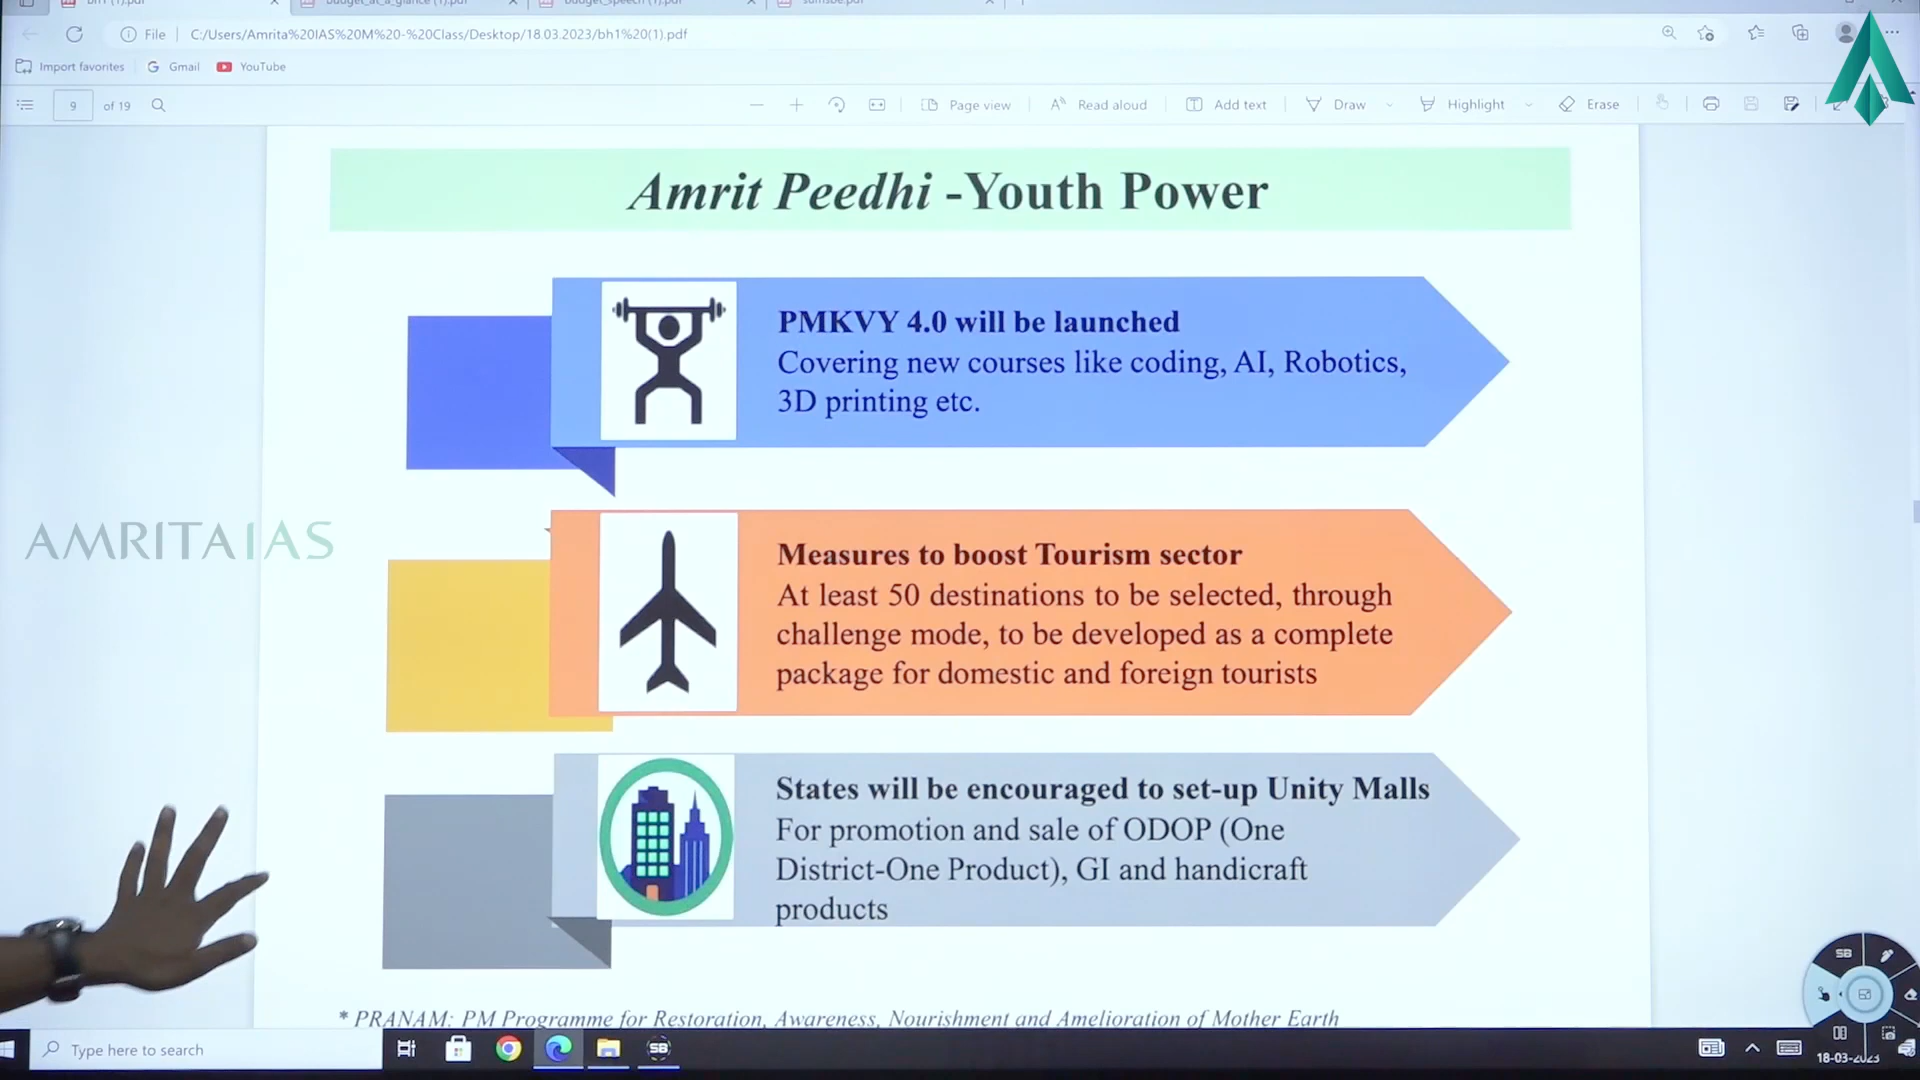 File
C:/Users/Amrita%20IAS%20M%20-%20Class/Desktop/18.03.2023/bh1%20(1).pdf
Import favorites
Gmail
YouTube
9 of 19
Page view
Read aloud
Add text
Draw
Highlight
Erase
Amrit Peedhi -Youth Power
PMKVY 4.0 will be launched
Covering new courses like coding, AI, Robotics,
3D printing etc.
AMRITA IAS
Measures to boost Tourism sector
At least 50 destinations to be selected, through
challenge mode, to be developed as a complete
package for domestic and foreign tourists
States will be encouraged to set-up Unity Malls
For promotion and sale of ODOP (One
District-One Product), GI and handicraft
products
* PRANAM: PM Programme for Restoration, Awareness, Nourishment and Amelioration of Mother Earth
SB
Type here to search
SB